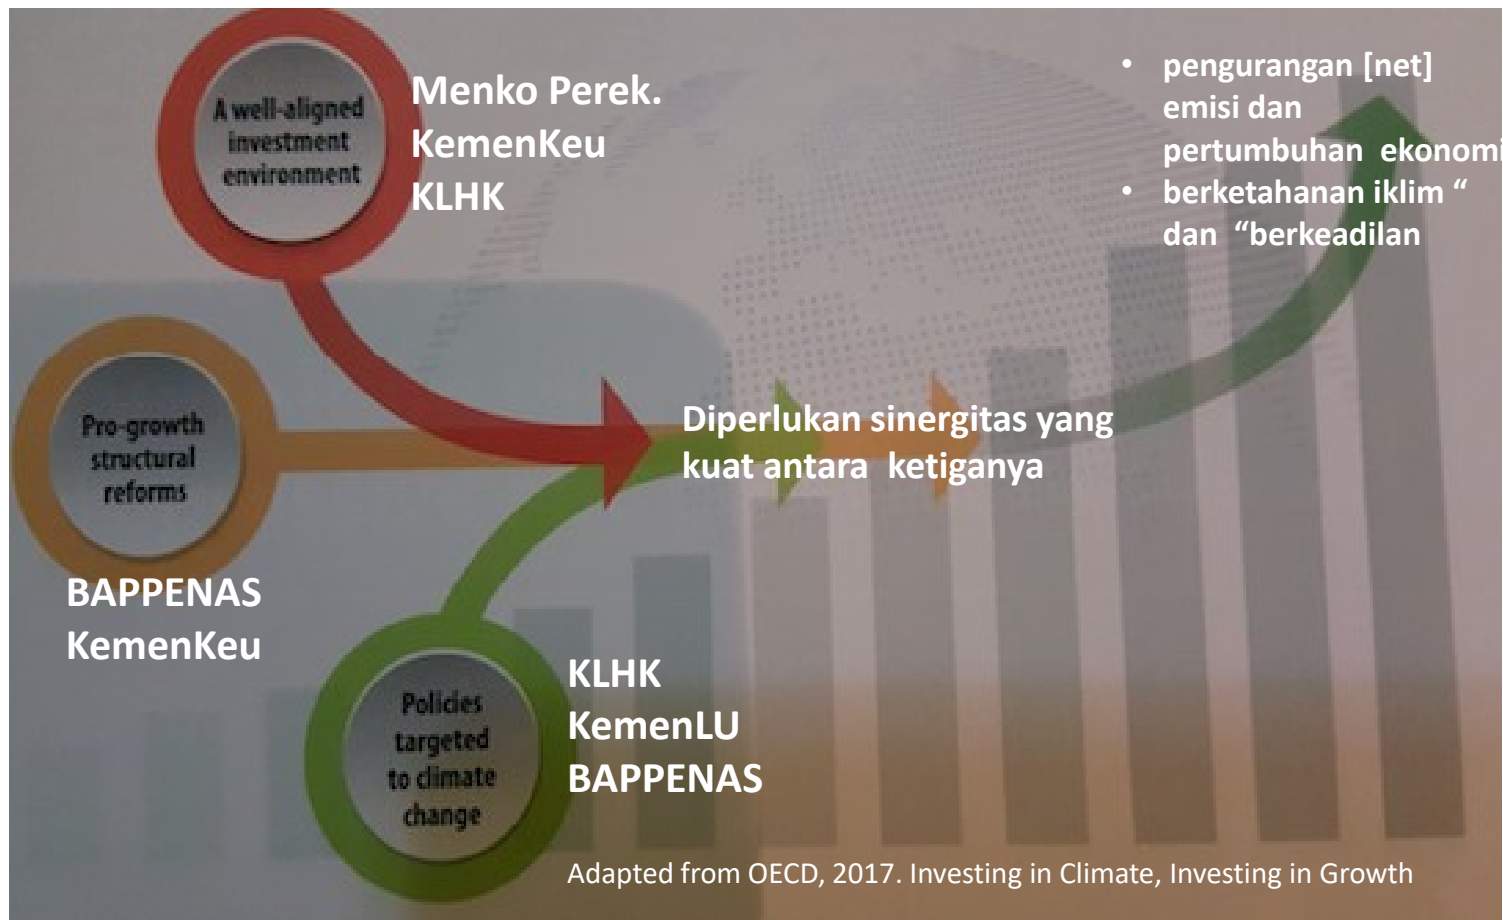 A well-aligned
investment
environment
Menko Perek.
KemenKeu
KLHK
• pengurangan [net]
emisi dan
pertumbuhan  ekonomi
• berketahanan iklim “
dan  “berkeadilan
Pro-growth
structural
reforms
Diperlukan sinergitas yang
kuat antara  ketiganya
BAPPENAS
KemenKeu
Policies
targeted
to climate
change
KLHK
KemenLU
BAPPENAS
Adapted from OECD, 2017. Investing in Climate, Investing in Growth